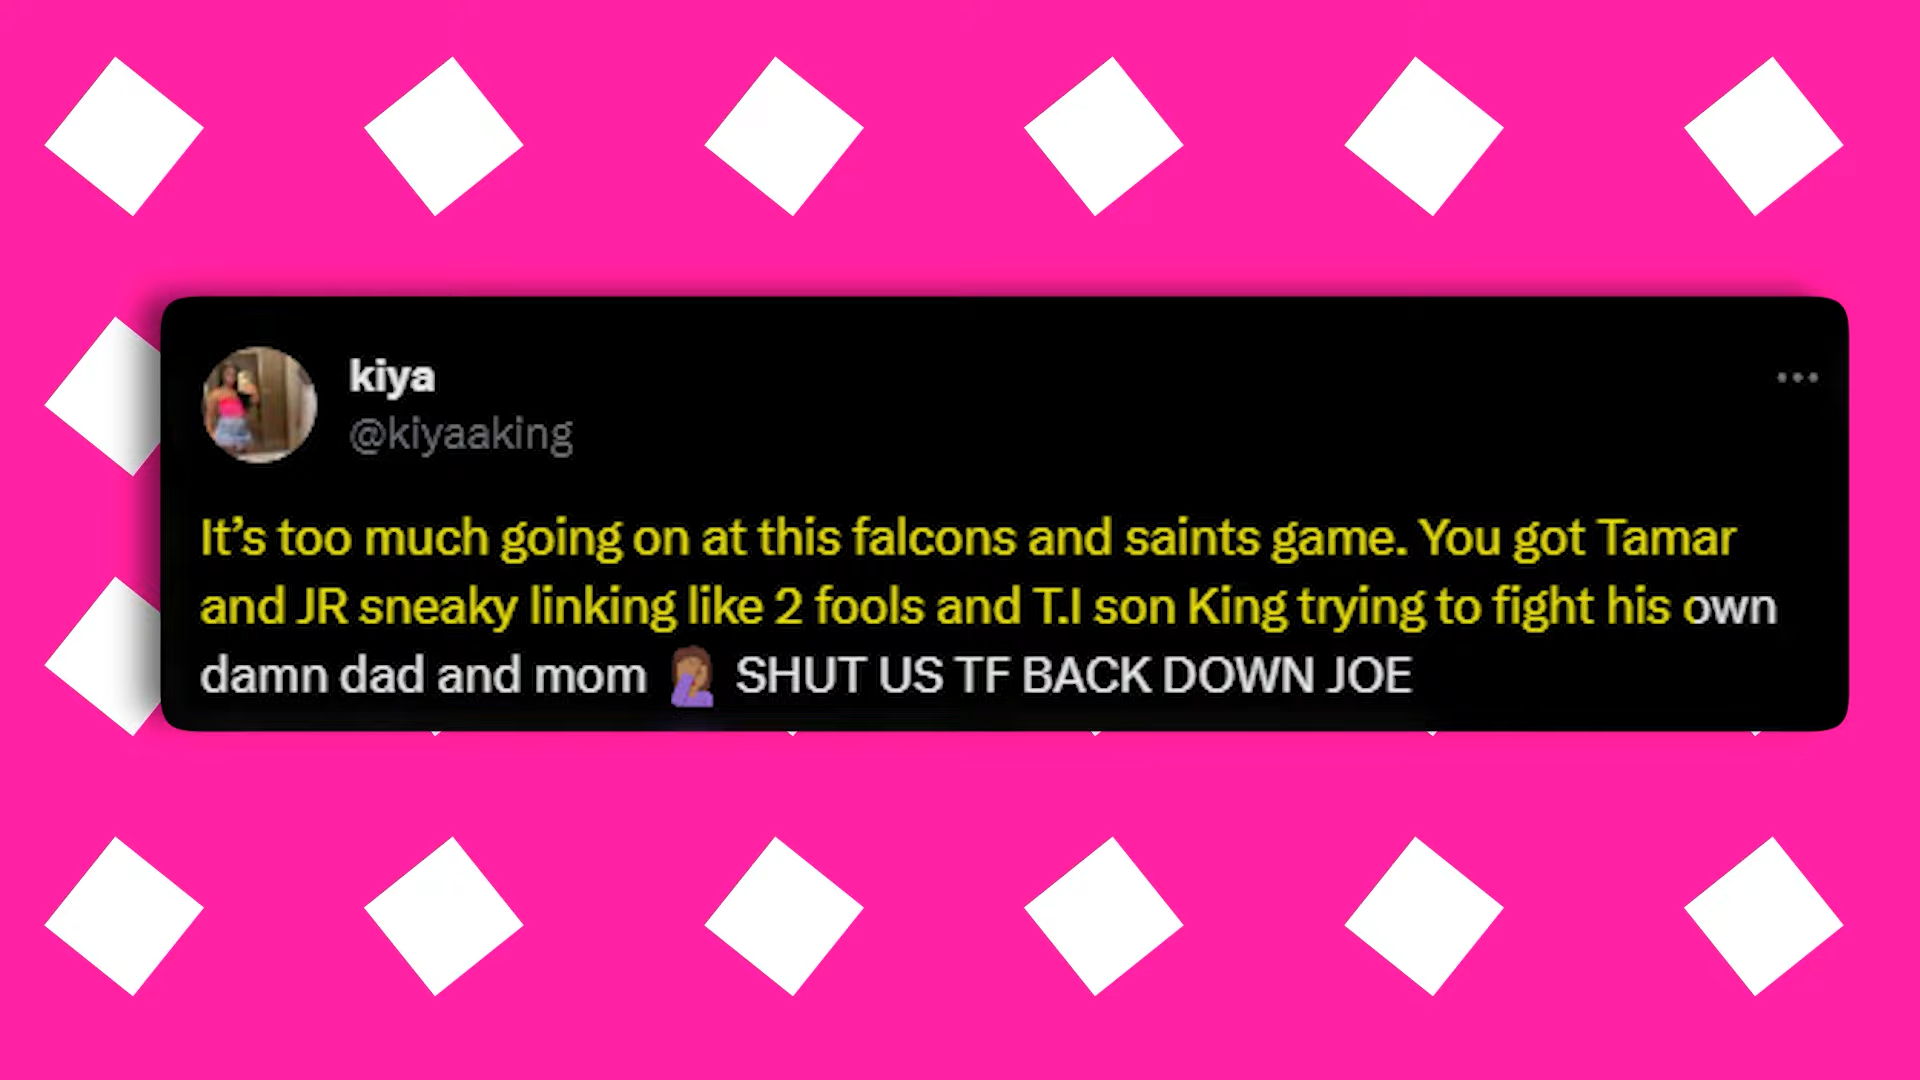 kiya
@kiyaaking
It’s too much going on at this falcons and saints game. You got Tamar
and JR sneaky linking like 2 fools and T.I son King trying to fight his own
damn dad and mom 🤦🏾‍♀️ SHUT US TF BACK DOWN JOE